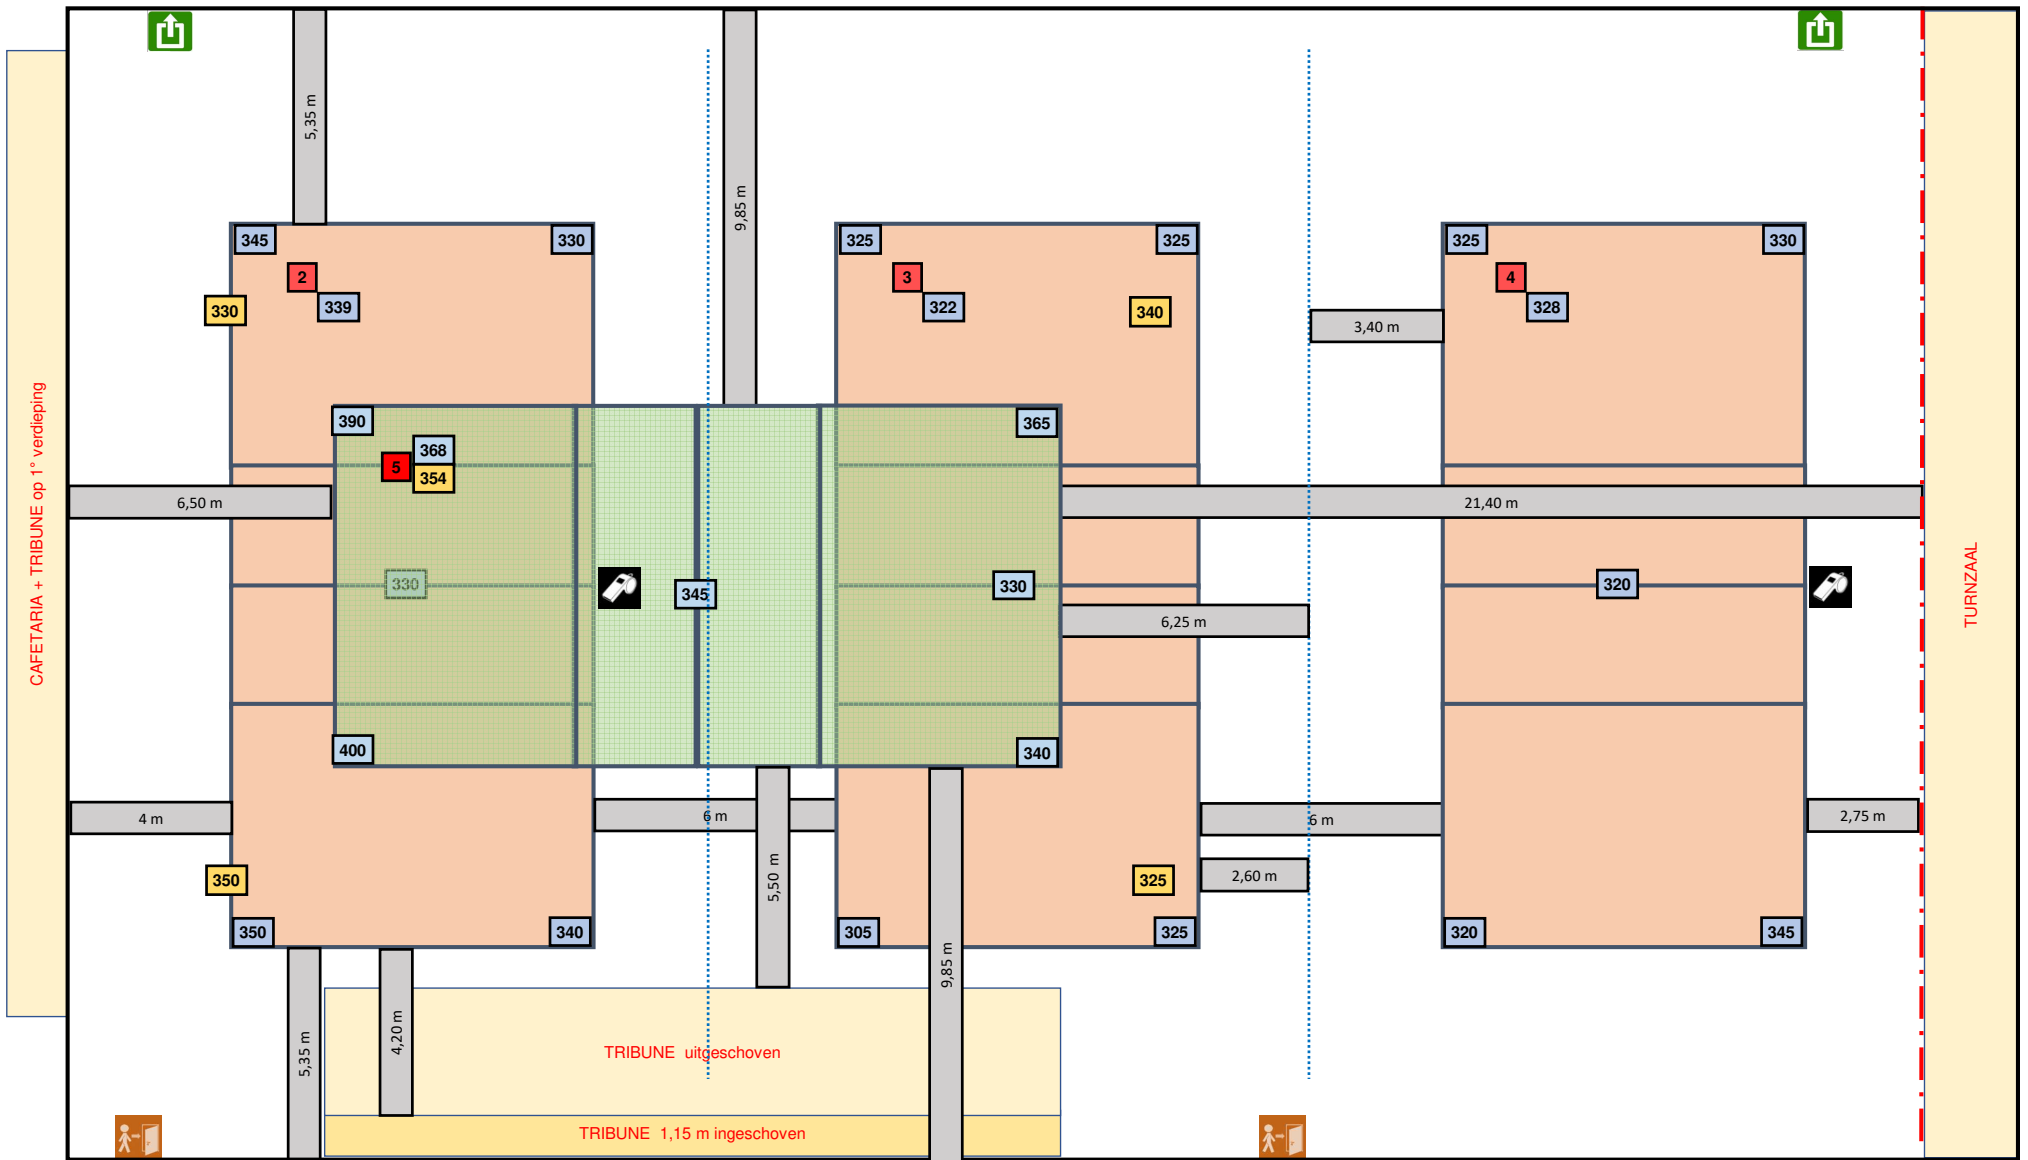 5,35 m
9,85 m
345
330
325
325
325
330
2
339
3
322
4
328
330
340
3,40 m
390
365
368
5
354
6,50 m
21,40 m
CAFETARIA + TRIBUNE op 1° verdieping
TURNZAAL
330
345
330
320
6,25 m
400
340
4 m
6 m
6 m
2,75 m
5,50 m
350
325
2,60 m
350
340
305
325
320
345
9,85 m
5,35 m
4,20 m
TRIBUNE uitgeschoven
TRIBUNE 1,15 m ingeschoven